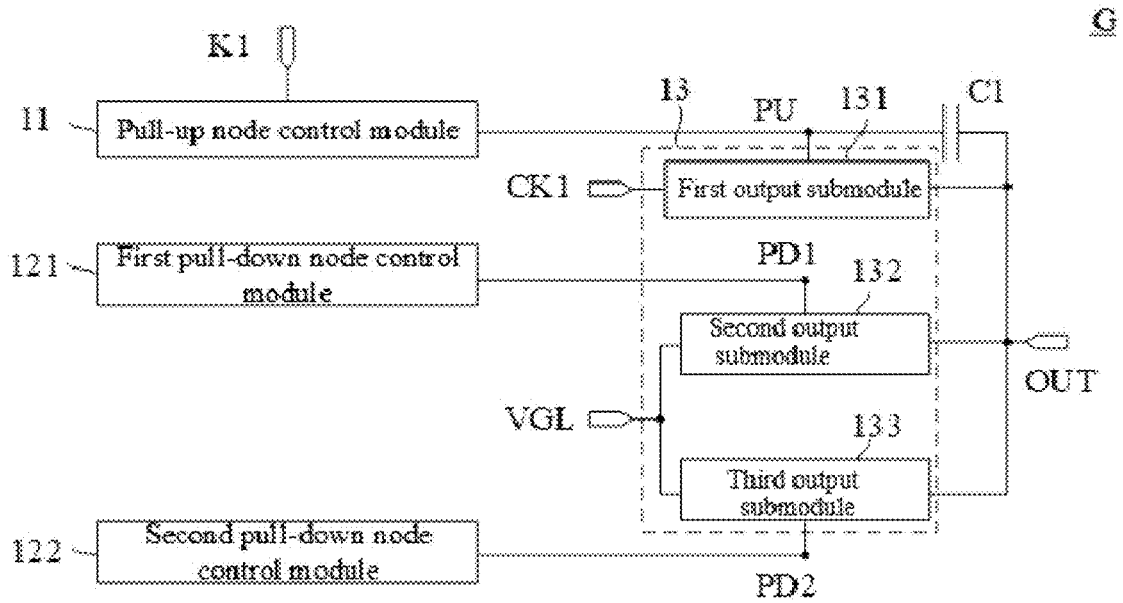 G
K1
13
131
C1
11
Pull-up node control module
PU
CK1
First output submodule
121
First pull-down node control
module
PD1
132
Second output
submodule
OUT
VGL
133
Third output
submodule
122
Second pull-down node
control module
PD2